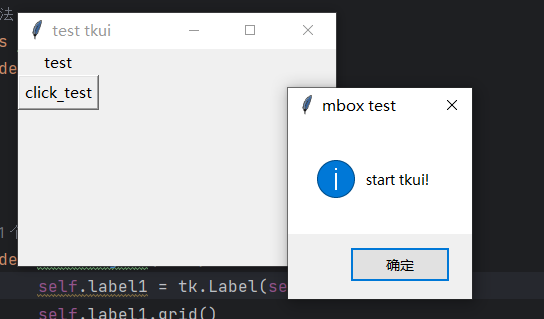 法
test tkui
s
test
de
click_test
mbox test
start tkui!
确定
1个
de
self.label1 = tk.Label(se
self.label1.grid()